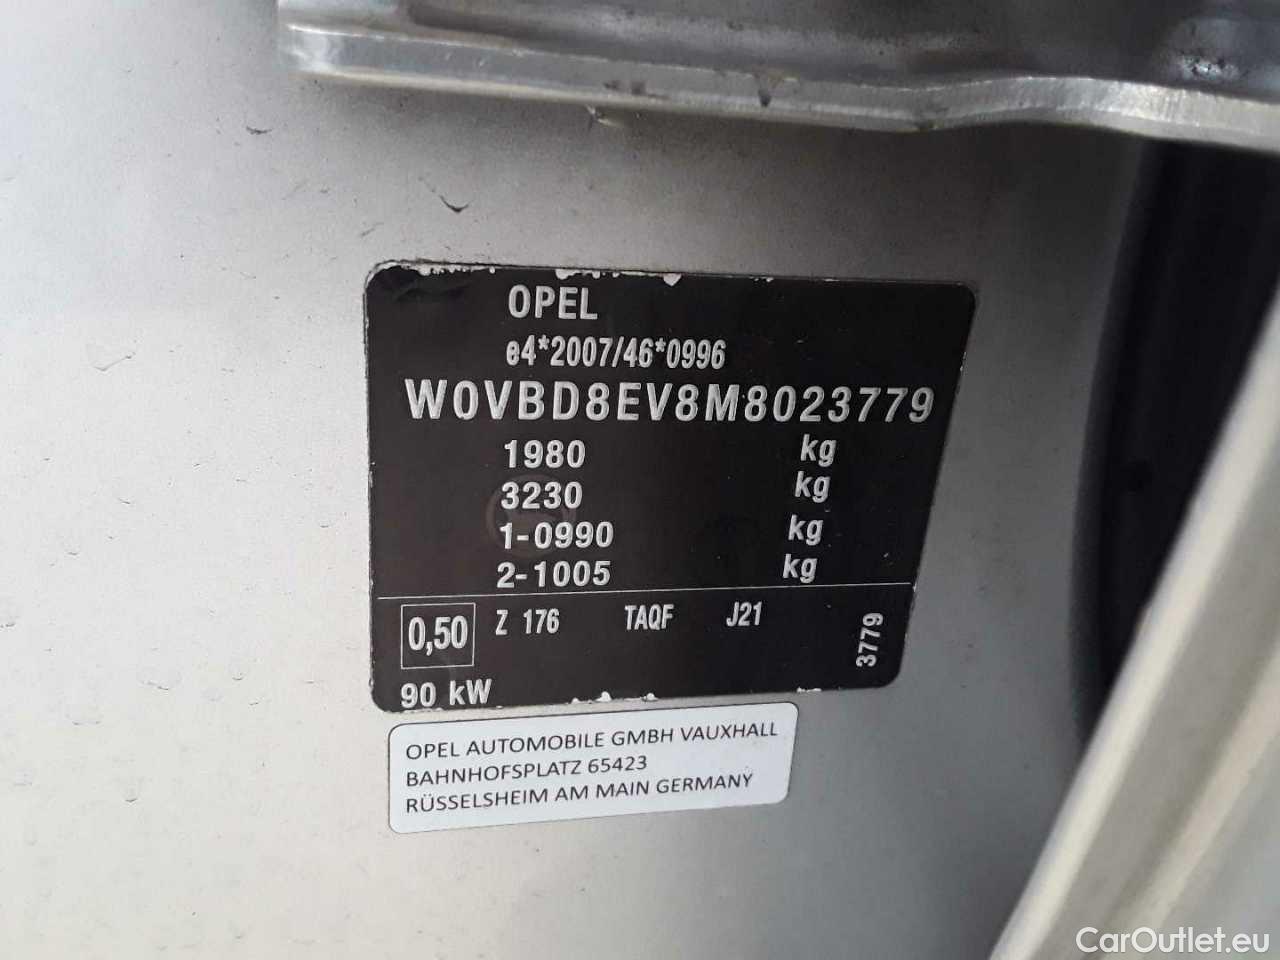 OPEL
e4*2007/46*0996
W0VBD8EV8M8023779
1980 kg
3230 kg
1-0990 kg
2-1005 kg
0,50 Z 176 TAQF J21 3779
90 kW
OPEL AUTOMOBILE GMBH VAUXHALL
BAHNHOFSPLATZ 65423
RÜSSELSHEIM AM MAIN GERMANY
CarOutlet.eu